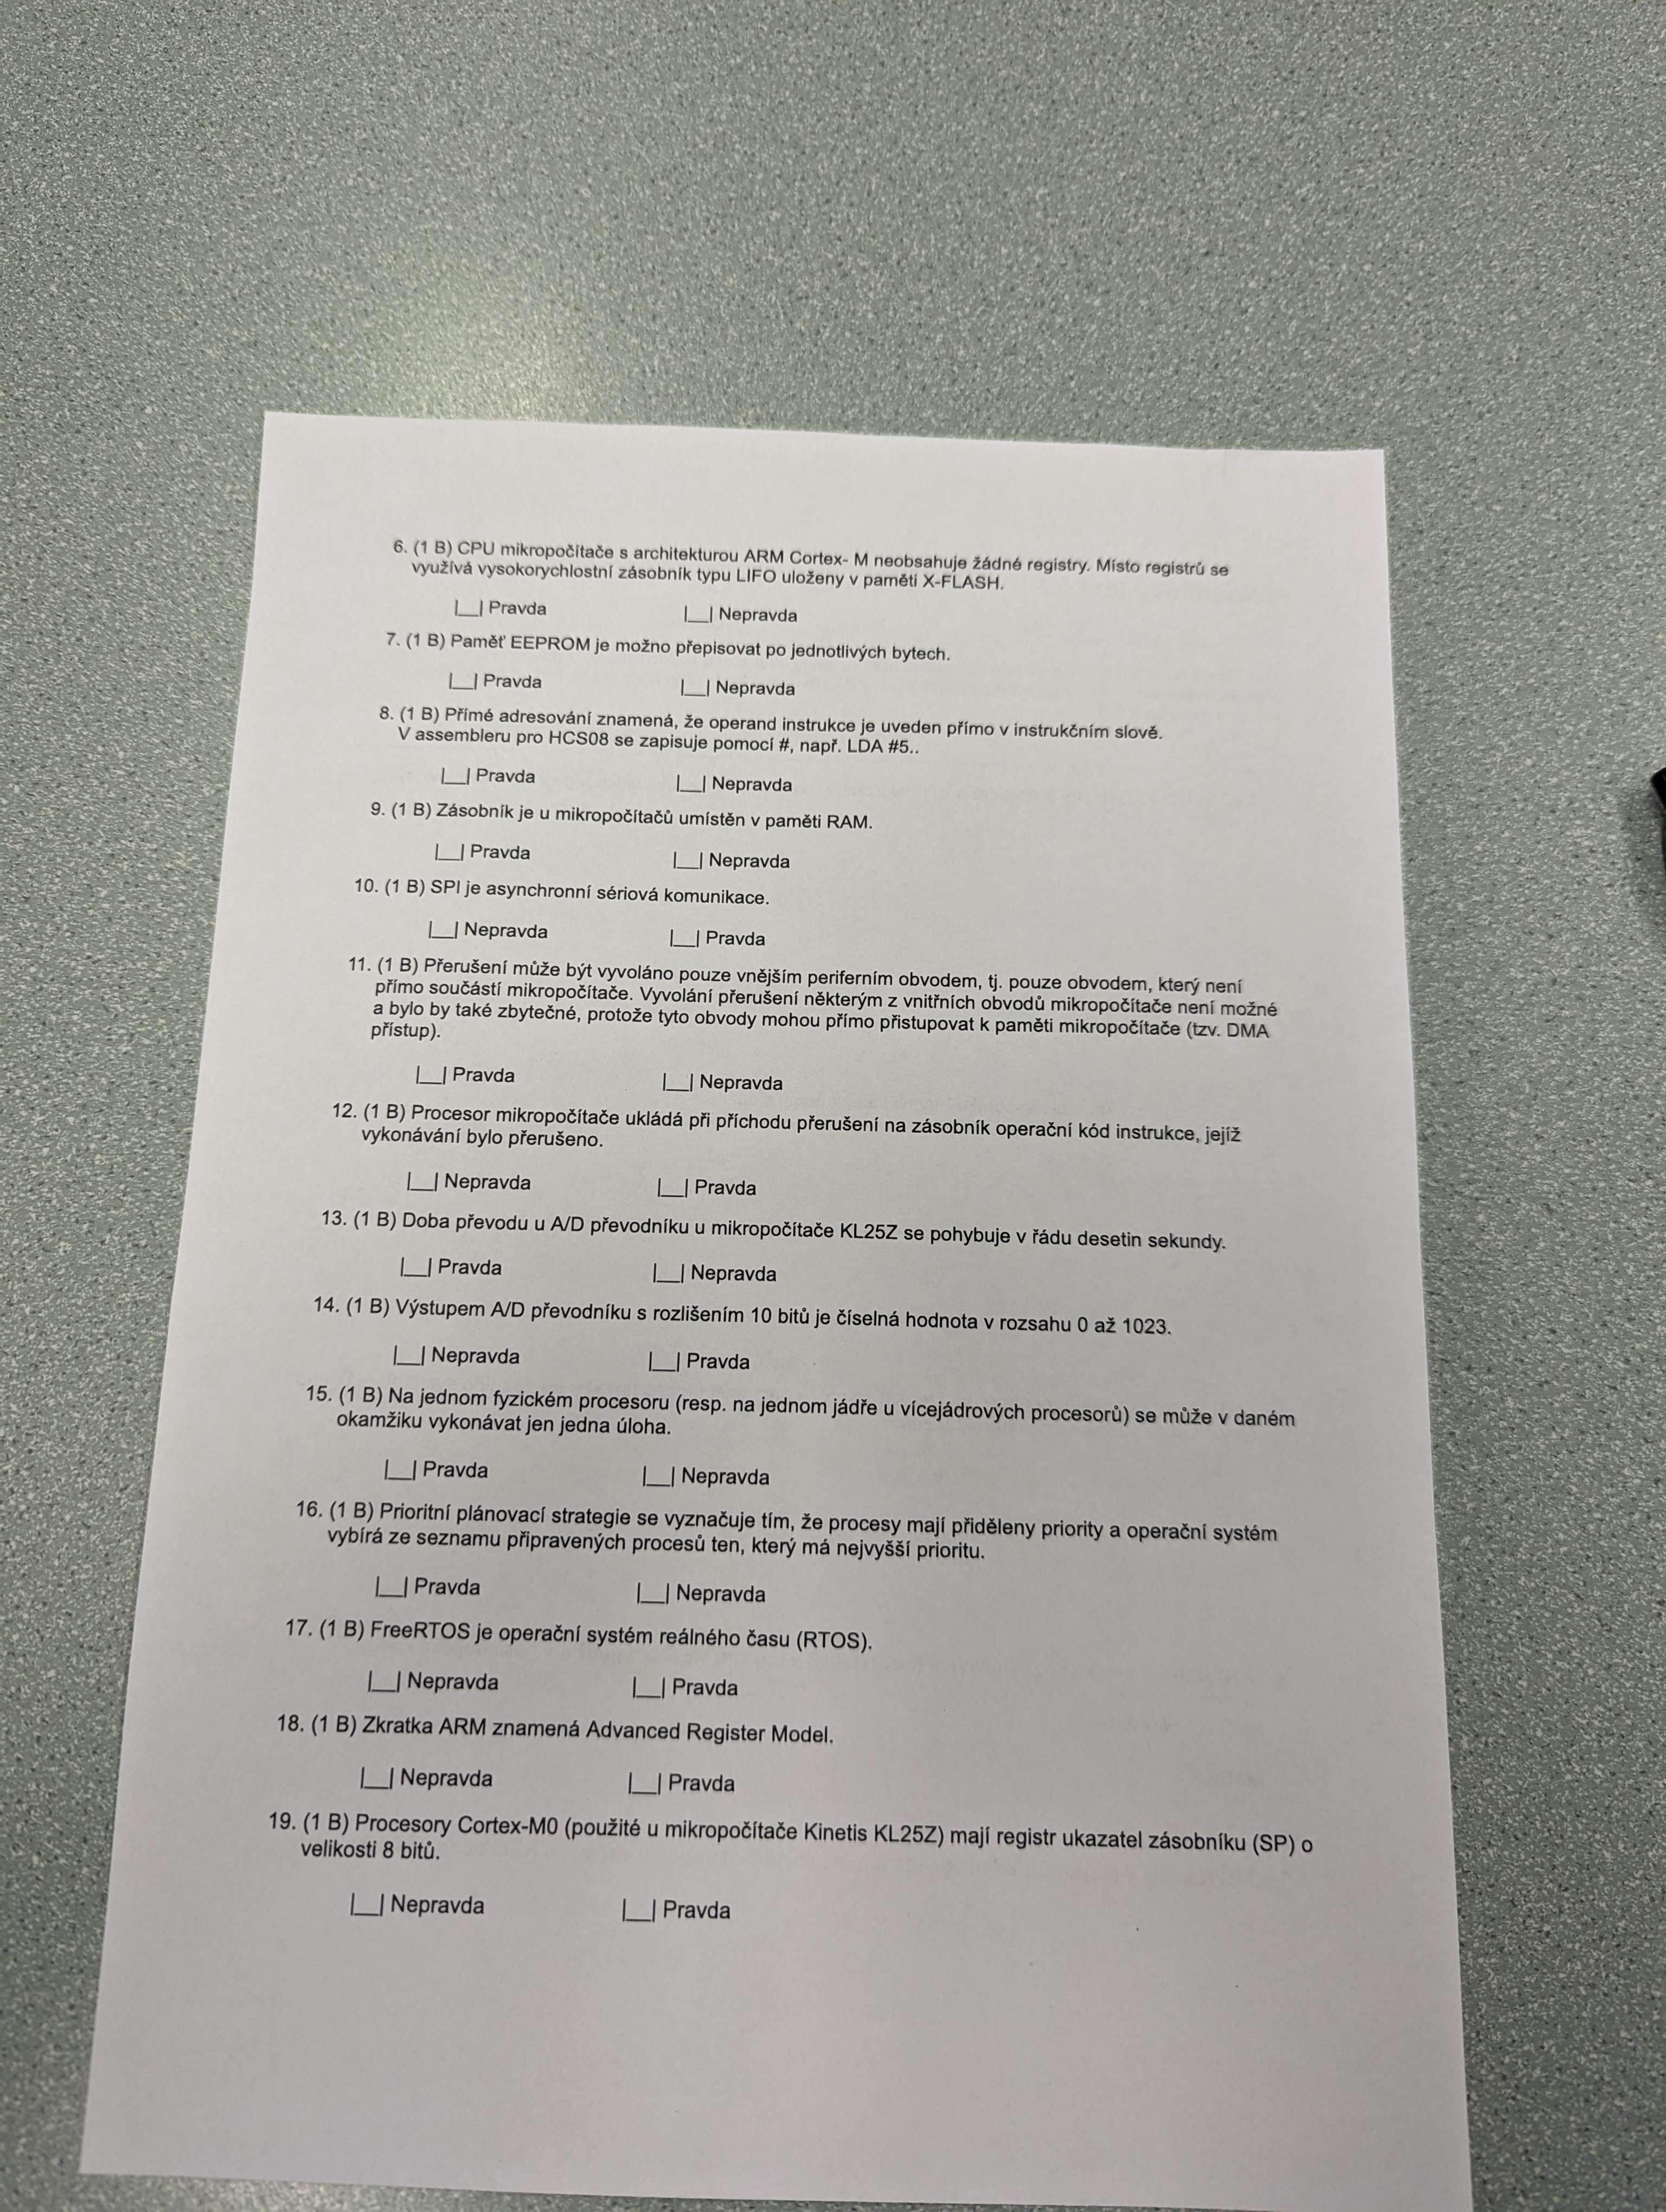 6. (1 B) CPU mikropočítače s architekturou ARM Cortex- M neobsahuje žádné registry. Místo registrů se
využívá vysokorychlostní zásobník typu LIFO uloženy v paměti X-FLASH.
|__| Pravda |__| Nepravda
7. (1 B) Paměť EEPROM je možno přepisovat po jednotlivých bytech.
|__| Pravda |__| Nepravda
8. (1 B) Přímé adresování znamená, že operand instrukce je uveden přímo v instrukčním slově.
V assembleru pro HCS08 se zapisuje pomocí #, např. LDA #5..
|__| Pravda |__| Nepravda
9. (1 B) Zásobník je u mikropočítačů umístěn v paměti RAM.
|__| Pravda |__| Nepravda
10. (1 B) SPI je asynchronní sériová komunikace.
|__| Nepravda |__| Pravda
11. (1 B) Přerušení může být vyvoláno pouze vnějším periferním obvodem, tj. pouze obvodem, který není
přímo součástí mikropočítače. Vyvolání přerušení některým z vnitřních obvodů mikropočítače není možné
a bylo by také zbytečné, protože tyto obvody mohou přímo přistupovat k paměti mikropočítače (tzv. DMA
přístup).
|__| Pravda |__| Nepravda
12. (1 B) Procesor mikropočítače ukládá při příchodu přerušení na zásobník operační kód instrukce, jejíž
vykonávání bylo přerušeno.
|__| Nepravda |__| Pravda
13. (1 B) Doba převodu u A/D převodníku u mikropočítače KL25Z se pohybuje v řádu desetin sekundy.
|__| Pravda |__| Nepravda
14. (1 B) Výstupem A/D převodníku s rozlišením 10 bitů je číselná hodnota v rozsahu 0 až 1023.
|__| Nepravda |__| Pravda
15. (1 B) Na jednom fyzickém procesoru (resp. na jednom jádře u vícejádrových procesorů) se může v daném
okamžiku vykonávat jen jedna úloha.
|__| Pravda |__| Nepravda
16. (1 B) Prioritní plánovací strategie se vyznačuje tím, že procesy mají přiděleny priority a operační systém
vybírá ze seznamu připravených procesů ten, který má nejvyšší prioritu.
|__| Pravda |__| Nepravda
17. (1 B) FreeRTOS je operační systém reálného času (RTOS).
|__| Nepravda |__| Pravda
18. (1 B) Zkratka ARM znamená Advanced Register Model.
|__| Nepravda |__| Pravda
19. (1 B) Procesory Cortex-M0 (použité u mikropočítače Kinetis KL25Z) mají registr ukazatel zásobníku (SP) o
velikosti 8 bitů.
|__| Nepravda |__| Pravda